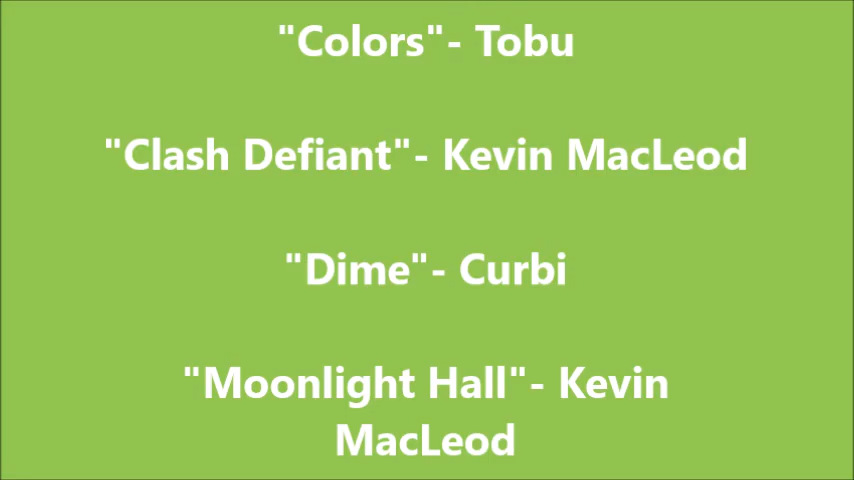 "Colors"- Tobu
"Clash Defiant"- Kevin MacLeod
"Dime"- Curbi
"Moonlight Hall"- Kevin
MacLeod